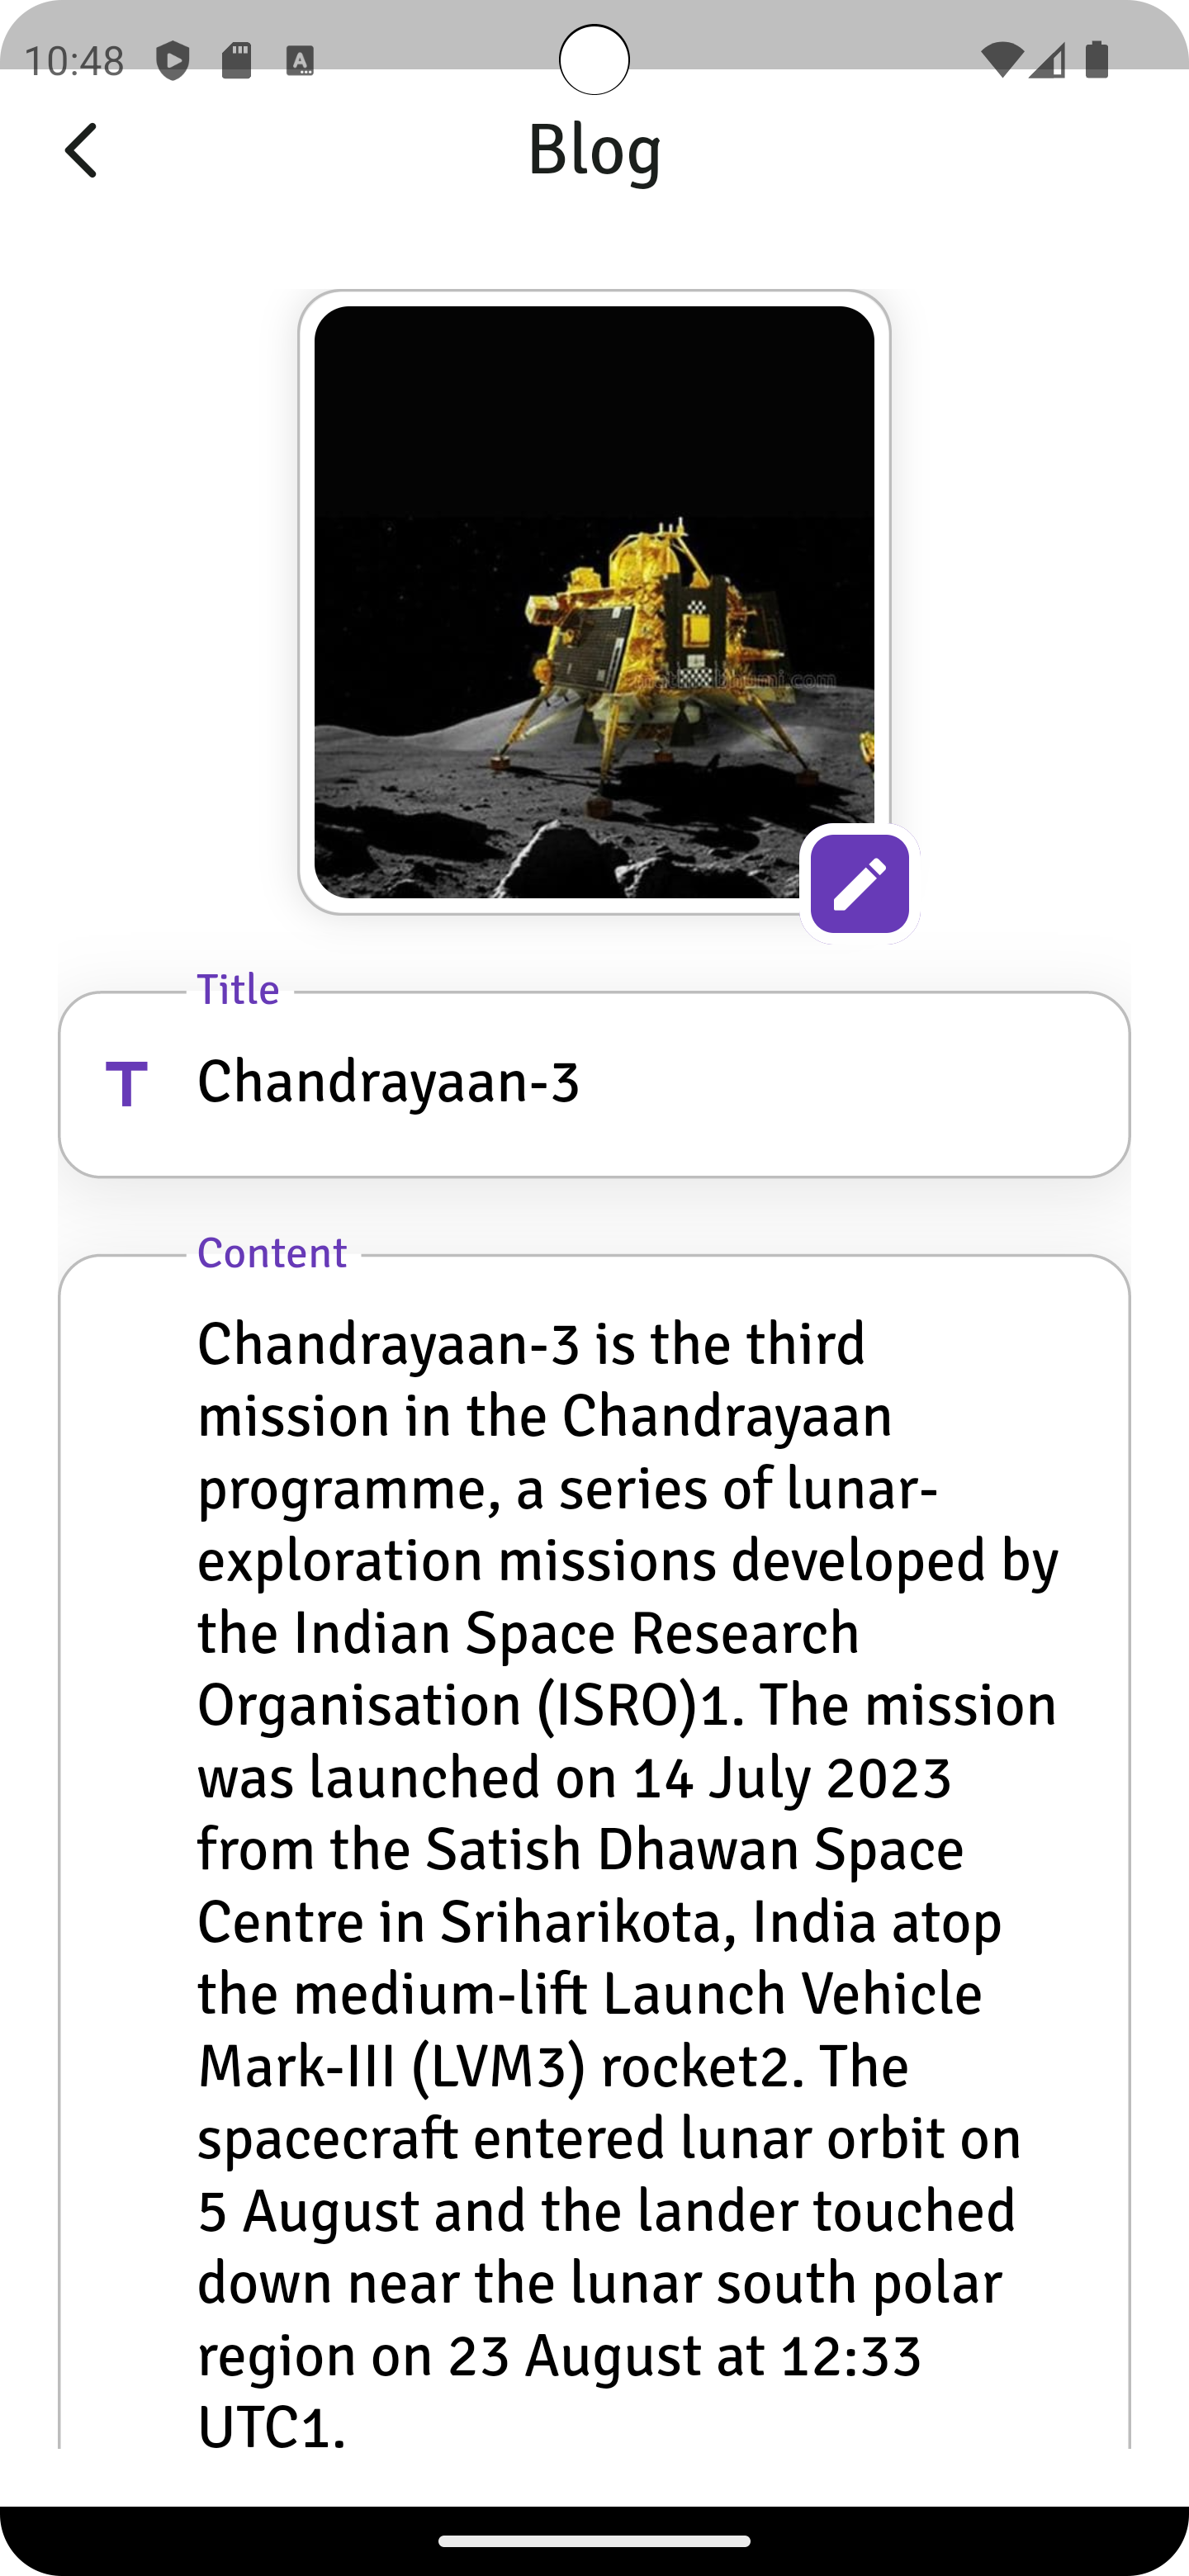 10:48
Blog
Title
Chandrayaan-3
Content
Chandrayaan-3 is the third
mission in the Chandrayaan
programme, a series of lunar-
exploration missions developed by
the Indian Space Research
Organisation (ISRO)1. The mission
was launched on 14 July 2023
from the Satish Dhawan Space
Centre in Sriharikota, India atop
the medium-lift Launch Vehicle
Mark-III (LVM3) rocket2. The
spacecraft entered lunar orbit on
5 August and the lander touched
down near the lunar south polar
region on 23 August at 12:33
UTC1.